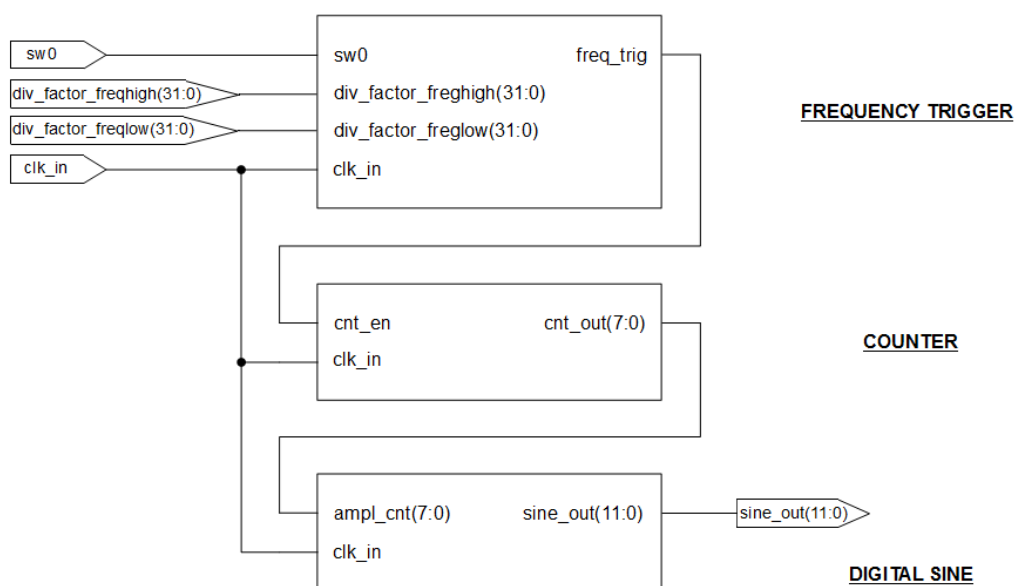 sw0
div_factor_freqhigh(31:0)
div_factor_freqlow(31:0)
clk_in
sw0
freq_trig
div_factor_freghigh(31:0)
div_factor_freglow(31:0)
clk_in
FREQUENCY TRIGGER
cnt_en
cnt_out(7:0)
clk_in
COUNTER
ampl_cnt(7:0)
sine_out(11:0)
clk_in
sine_out(11:0)
DIGITAL SINE